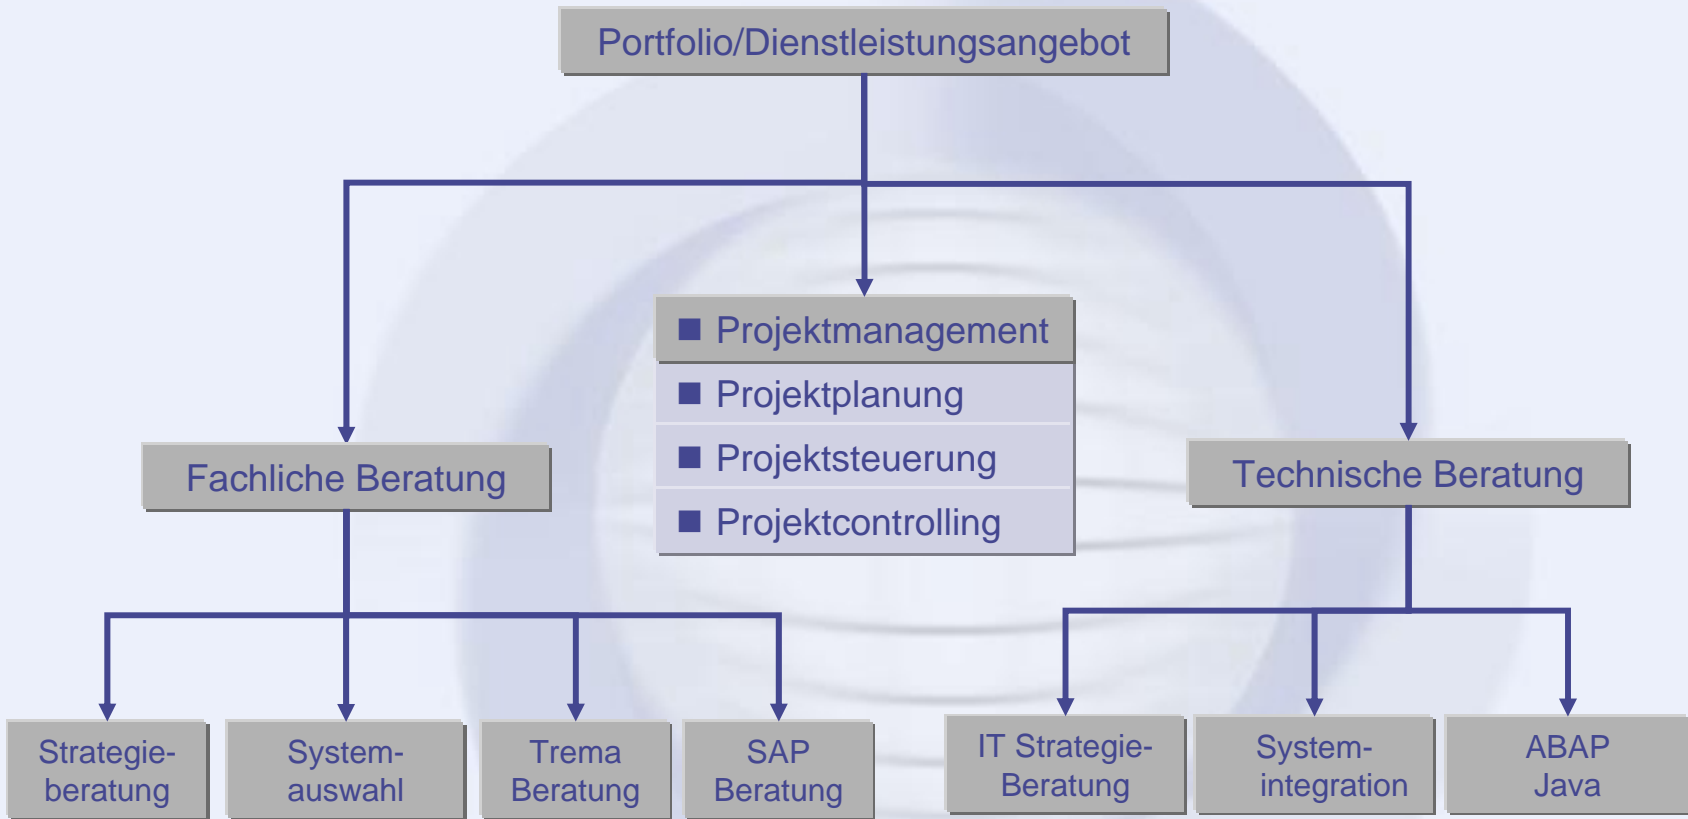 Portfolio/Dienstleistungsangebot
Projektmanagement
Projektplanung
Projektsteuerung
Projektcontrolling
Fachliche Beratung
Technische Beratung
Strategie-
beratung
System-
auswahl
Trema
Beratung
SAP
Beratung
IT Strategie-
Beratung
System-
integration
ABAP
Java